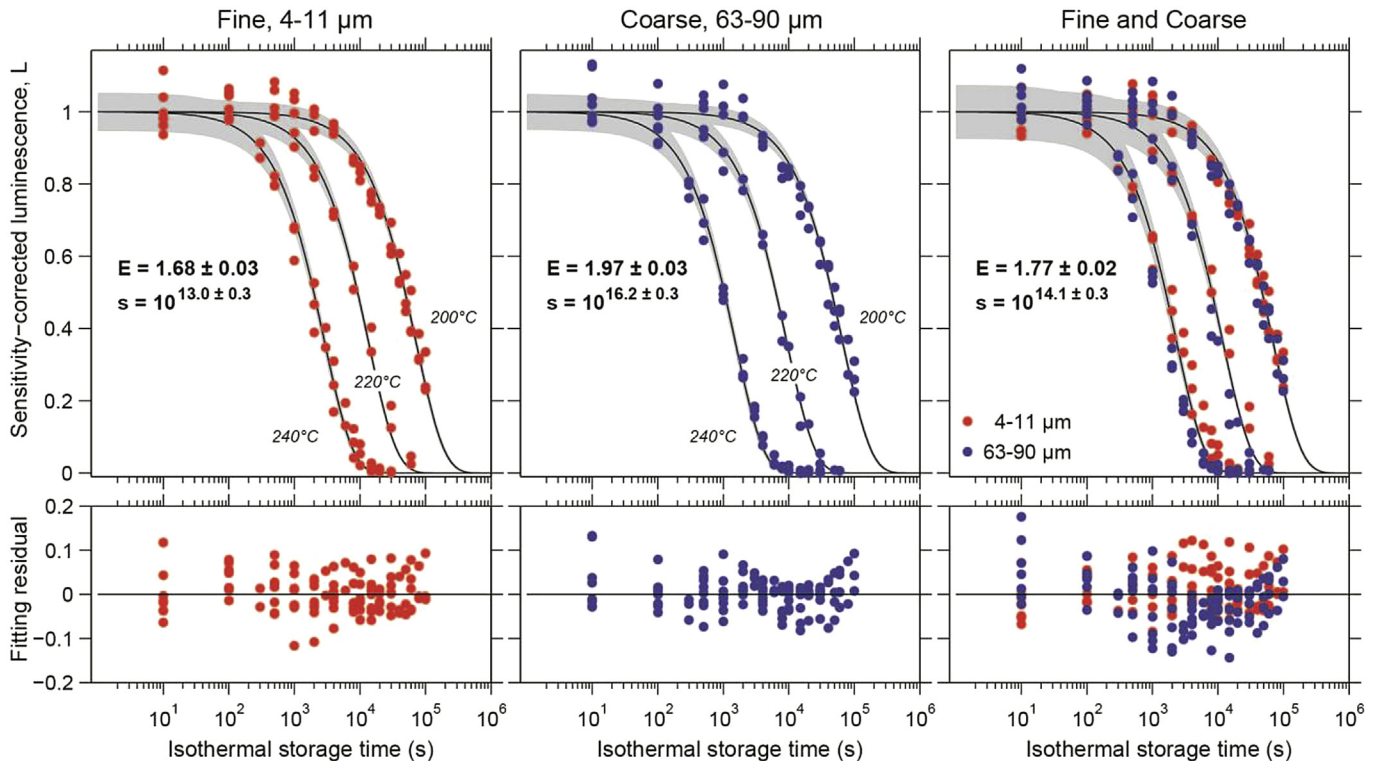 Fine, 4-11 µm
Coarse, 63-90 µm
Fine and Coarse
Sensitivity-corrected luminescence, L
1
0.8
0.6
0.4
0.2
0
E = 1.68 ± 0.03
s = 10^13.0 ± 0.3
200°C
220°C
240°C
E = 1.97 ± 0.03
s = 10^16.2 ± 0.3
200°C
220°C
240°C
E = 1.77 ± 0.02
s = 10^14.1 ± 0.3
4-11 µm
63-90 µm
Fitting residual
0.2
0.1
0
−0.1
−0.2
10^1 10^2 10^3 10^4 10^5 10^6
10^1 10^2 10^3 10^4 10^5 10^6
10^1 10^2 10^3 10^4 10^5 10^6
Isothermal storage time (s)
Isothermal storage time (s)
Isothermal storage time (s)